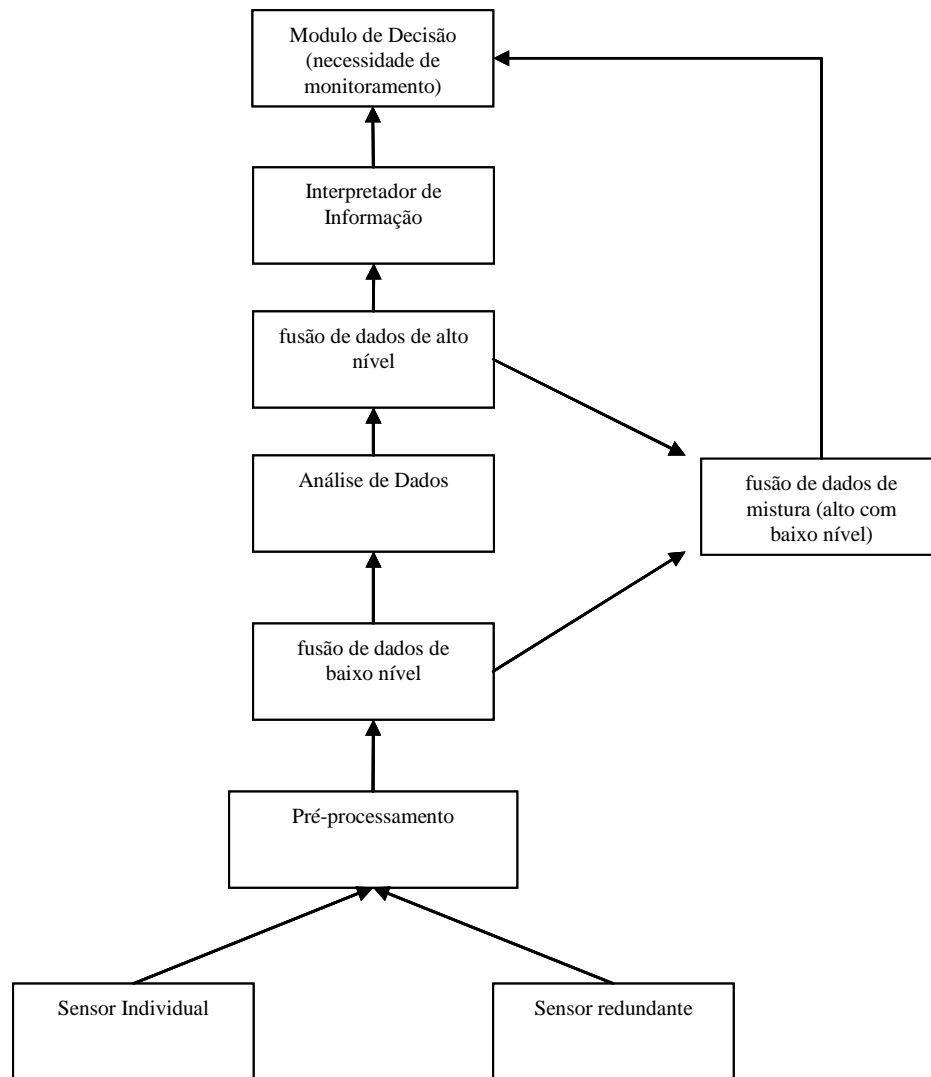 Modulo de Decisão
(necessidade de
monitoramento)
Interpretador de
Informação
fusão de dados de alto
nível
Análise de Dados
fusão de dados de
mistura (alto com
baixo nível)
fusão de dados de
baixo nível
Pré-processamento
Sensor Individual
Sensor redundante